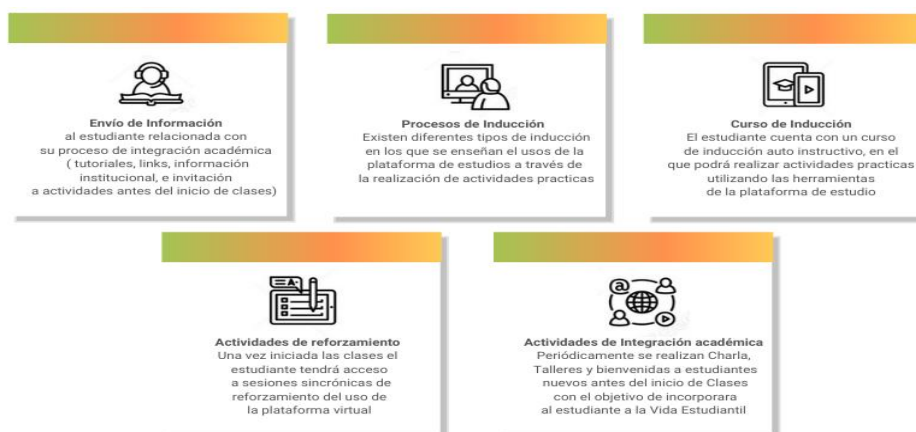 Envío de Información
al estudiante relacionada con
su proceso de integración académica
( tutoriales, links, información
institucional, e invitación
a actividades antes del inicio de clases)
Procesos de Inducción
Existen diferentes tipos de inducción
en los que se enseñan el usos de la
plataforma de estudios a través de
la realización de actividades practicas
Curso de Inducción
El estudiante cuenta con un curso
de inducción auto instructivo, en el
que podrá realizar actividades practicas
utilizando las herramientas
de la plataforma de estudio
A
Actividades de reforzamiento
Una vez iniciada las clases el
estudiante tendrá acceso
a sesiones sincrónicas de
reforzamiento del uso de
la plataforma virtual
@
Actividades de Integración académica
Periódicamente se realizan Charla,
Talleres y bienvenidas a estudiantes
nuevos antes del inicio de Clases
con el objetivo de incorporara
al estudiante a la Vida Estudiantil